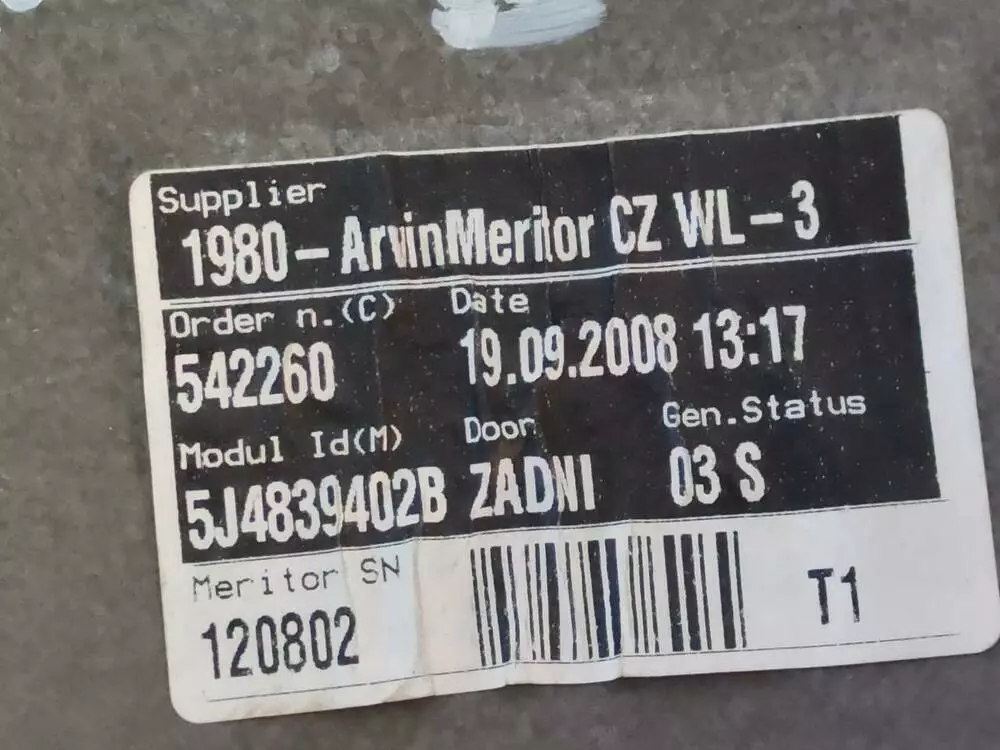 Supplier
1980-ArvinMeritor CZ WL-3
Order n.(C) Date
542260 19.09.2008 13:17
Modul Id(M) Door Gen.Status
5J4839402B ZADNI 03 S
Meritor SN
120802 T1